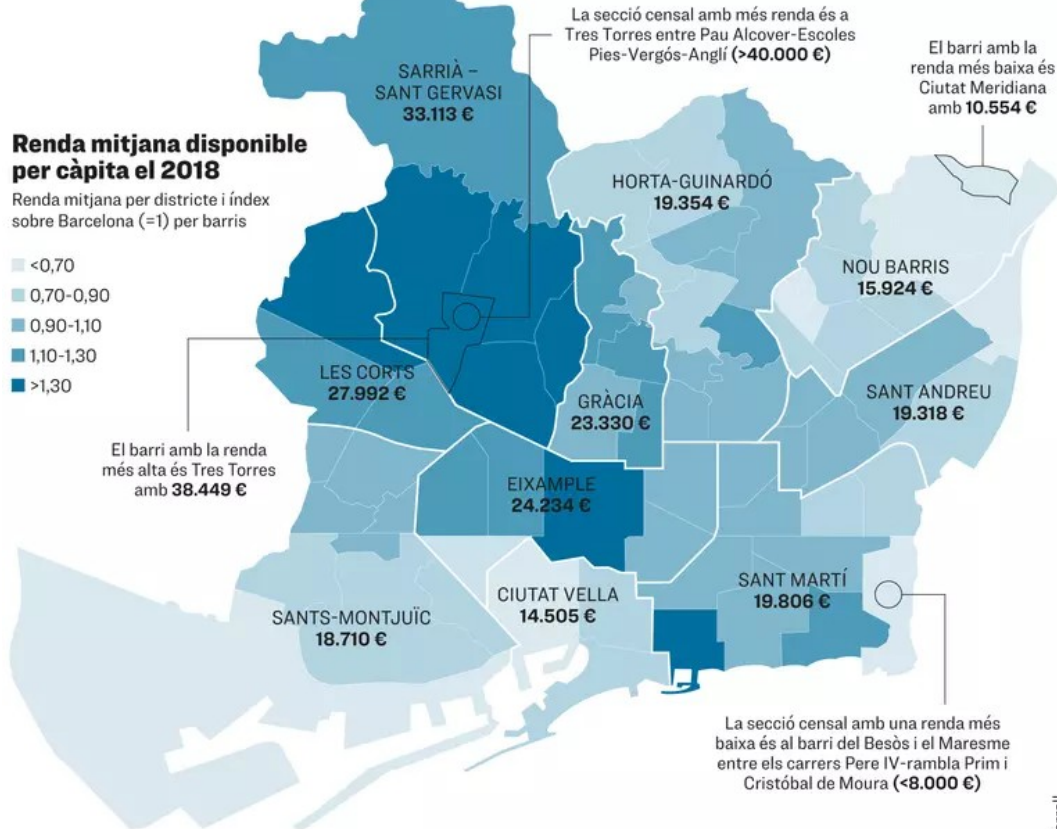 La secció censal amb més renda és a
Tres Torres entre Pau Alcover-Escoles
Pies-Vergós-Anglí (>40.000 €)
El barri amb la
renda més baixa és
Ciutat Meridiana
amb 10.554 €
Renda mitjana disponible
per càpita el 2018
Renda mitjana per districte i índex
sobre Barcelona (=1) per barris
<0,70
0,70-0,90
0,90-1,10
1,10-1,30
>1,30
SARRIÀ –
SANT GERVASI
33.113 €
HORTA-GUINARDÓ
19.354 €
NOU BARRIS
15.924 €
LES CORTS
27.992 €
GRÀCIA
23.330 €
SANT ANDREU
19.318 €
El barri amb la renda
més alta és Tres Torres
amb 38.449 €
EIXAMPLE
24.234 €
SANTS-MONTJUÏC
18.710 €
CIUTAT VELLA
14.505 €
SANT MARTÍ
19.806 €
La secció censal amb una renda més
baixa és al barri del Besòs i el Maresme
entre els carrers Pere IV-rambla Prim i
Cristóbal de Moura (<8.000 €)